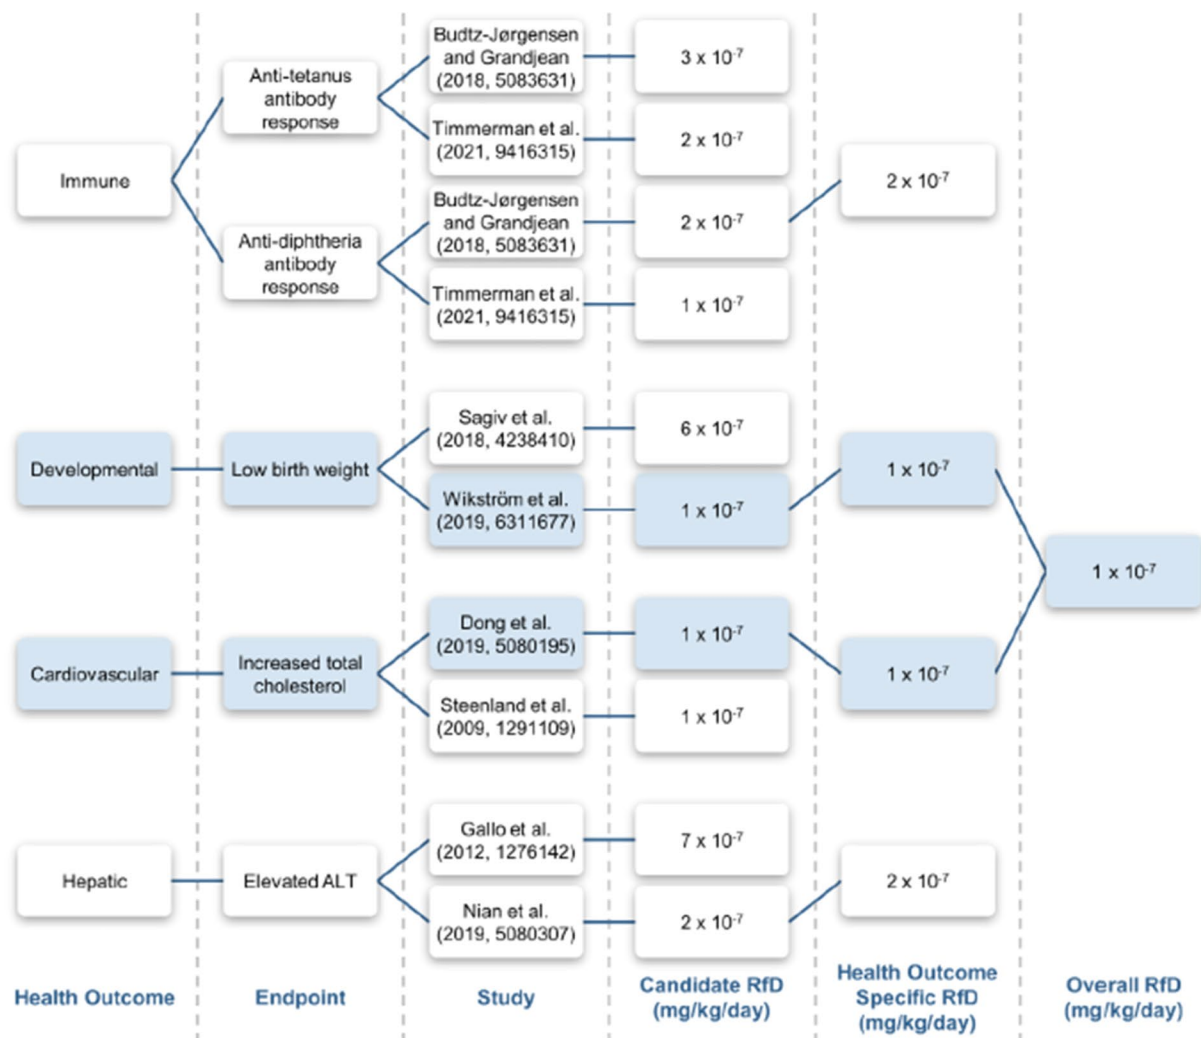 Budtz-Jørgensen
and Grandjean
(2018, 5083631)
3 x 10⁻⁷
Anti-tetanus
antibody
response
Timmerman et al.
(2021, 9416315)
2 x 10⁻⁷
Immune
2 x 10⁻⁷
Budtz-Jørgensen
and Grandjean
(2018, 5083631)
2 x 10⁻⁷
Anti-diphtheria
antibody
response
Timmerman et al.
(2021, 9416315)
1 x 10⁻⁷
Sagiv et al.
(2018, 4238410)
6 x 10⁻⁷
Developmental
Low birth weight
1 x 10⁻⁷
Wikström et al.
(2019, 6311677)
1 x 10⁻⁷
1 x 10⁻⁷
Dong et al.
(2019, 5080195)
1 x 10⁻⁷
Cardiovascular
Increased total
cholesterol
1 x 10⁻⁷
Steenland et al.
(2009, 1291109)
1 x 10⁻⁷
Gallo et al.
(2012, 1276142)
7 x 10⁻⁷
Hepatic
Elevated ALT
2 x 10⁻⁷
Nian et al.
(2019, 5080307)
2 x 10⁻⁷
Health Outcome
Endpoint
Study
Candidate RfD
(mg/kg/day)
Health Outcome
Specific RfD
(mg/kg/day)
Overall RfD
(mg/kg/day)